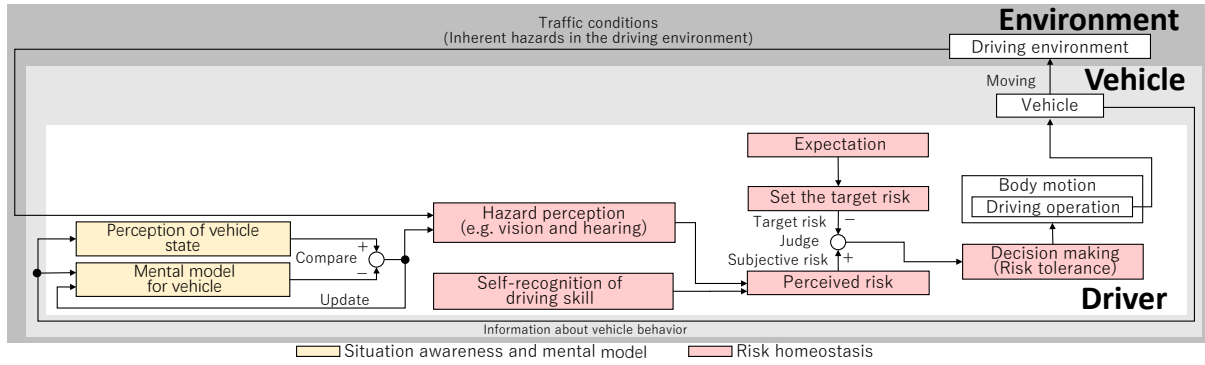 Traffic conditions
(Inherent hazards in the driving environment)
Environment
Driving environment
Moving
Vehicle
Vehicle
Expectation
Set the target risk
Body motion
Driving operation
Hazard perception
(e.g. vision and hearing)
Perception of vehicle
state
Compare
+
−
Mental model
for vehicle
Update
Target risk
−
Judge
Subjective risk
+
Decision making
(Risk tolerance)
Self-recognition of
driving skill
Perceived risk
Driver
Information about vehicle behavior
Situation awareness and mental model
Risk homeostasis